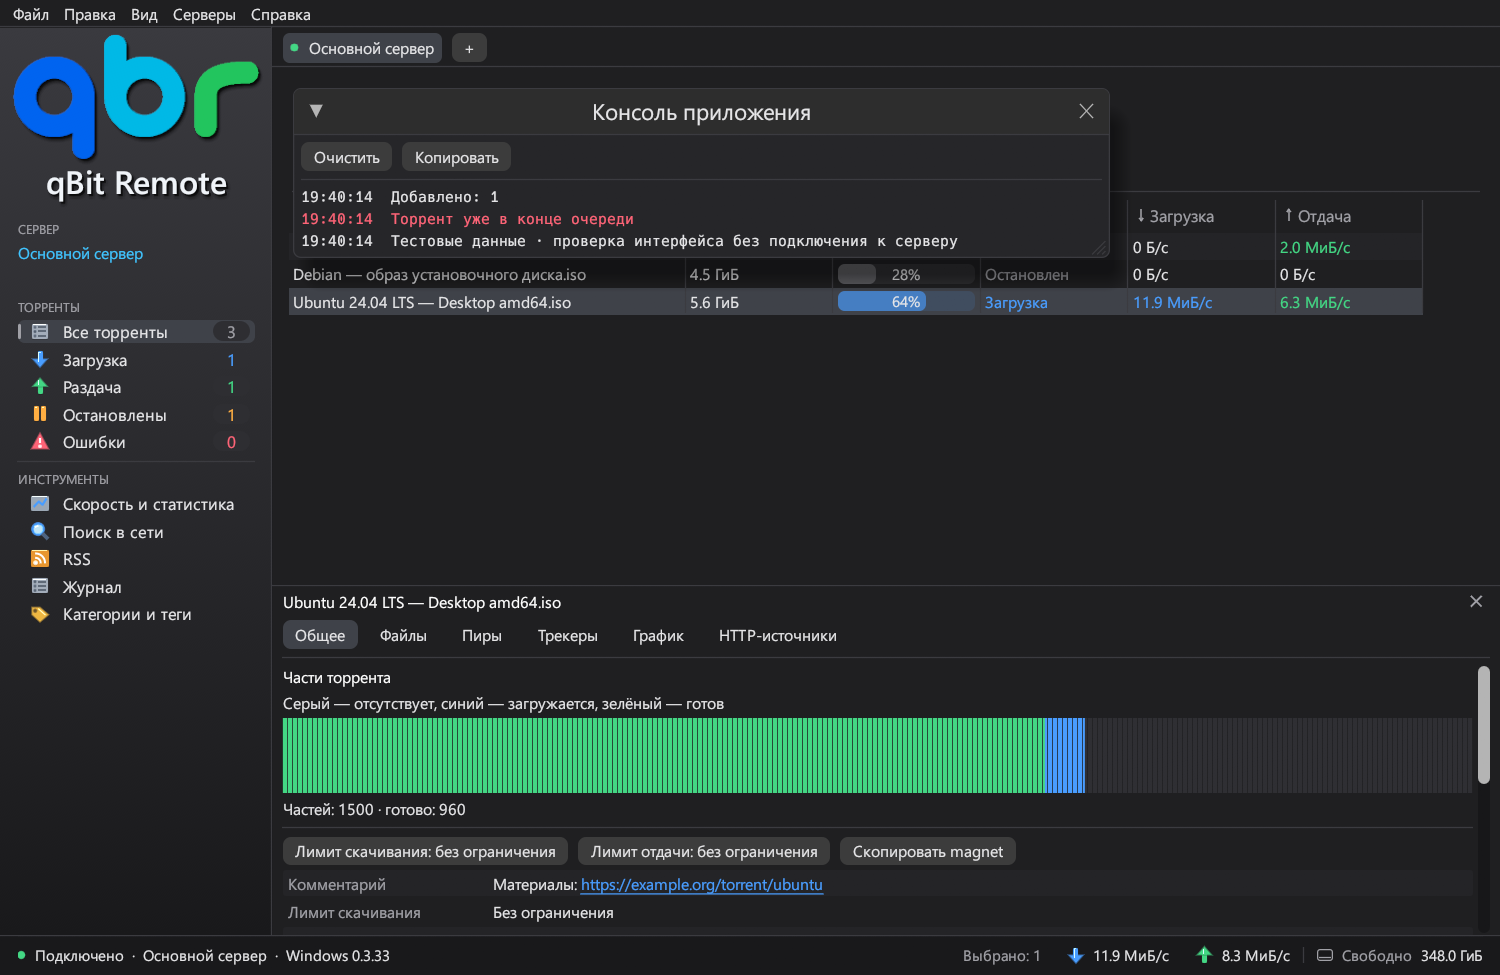 Файл Правка Вид Серверы Справка
qbr
qBit Remote
СЕРВЕР
Основной сервер
ТОРРЕНТЫ
Все торренты 3
Загрузка 1
Раздача 1
Остановлены 1
Ошибки 0
ИНСТРУМЕНТЫ
Скорость и статистика
Поиск в сети
RSS
Журнал
Категории и теги
Основной сервер +
Консоль приложения
Очистить Копировать
19:40:14 Добавлено: 1
19:40:14 Торрент уже в конце очереди
19:40:14 Тестовые данные · проверка интерфейса без подключения к серверу
↓ Загрузка ↑ Отдача
0 Б/с 2.0 МиБ/с
Debian — образ установочного диска.iso 4.5 ГиБ 28% Остановлен 0 Б/с 0 Б/с
Ubuntu 24.04 LTS — Desktop amd64.iso 5.6 ГиБ 64% Загрузка 11.9 МиБ/с 6.3 МиБ/с
Ubuntu 24.04 LTS — Desktop amd64.iso
Общее Файлы Пиры Трекеры График HTTP-источники
Части торрента
Серый — отсутствует, синий — загружается, зелёный — готов
Частей: 1500 · готово: 960
Лимит скачивания: без ограничения Лимит отдачи: без ограничения Скопировать magnet
Комментарий Материалы: https://example.org/torrent/ubuntu
Лимит скачивания Без ограничения
Подключено · Основной сервер · Windows 0.3.33 Выбрано: 1 11.9 МиБ/с 8.3 МиБ/с Свободно 348.0 ГиБ